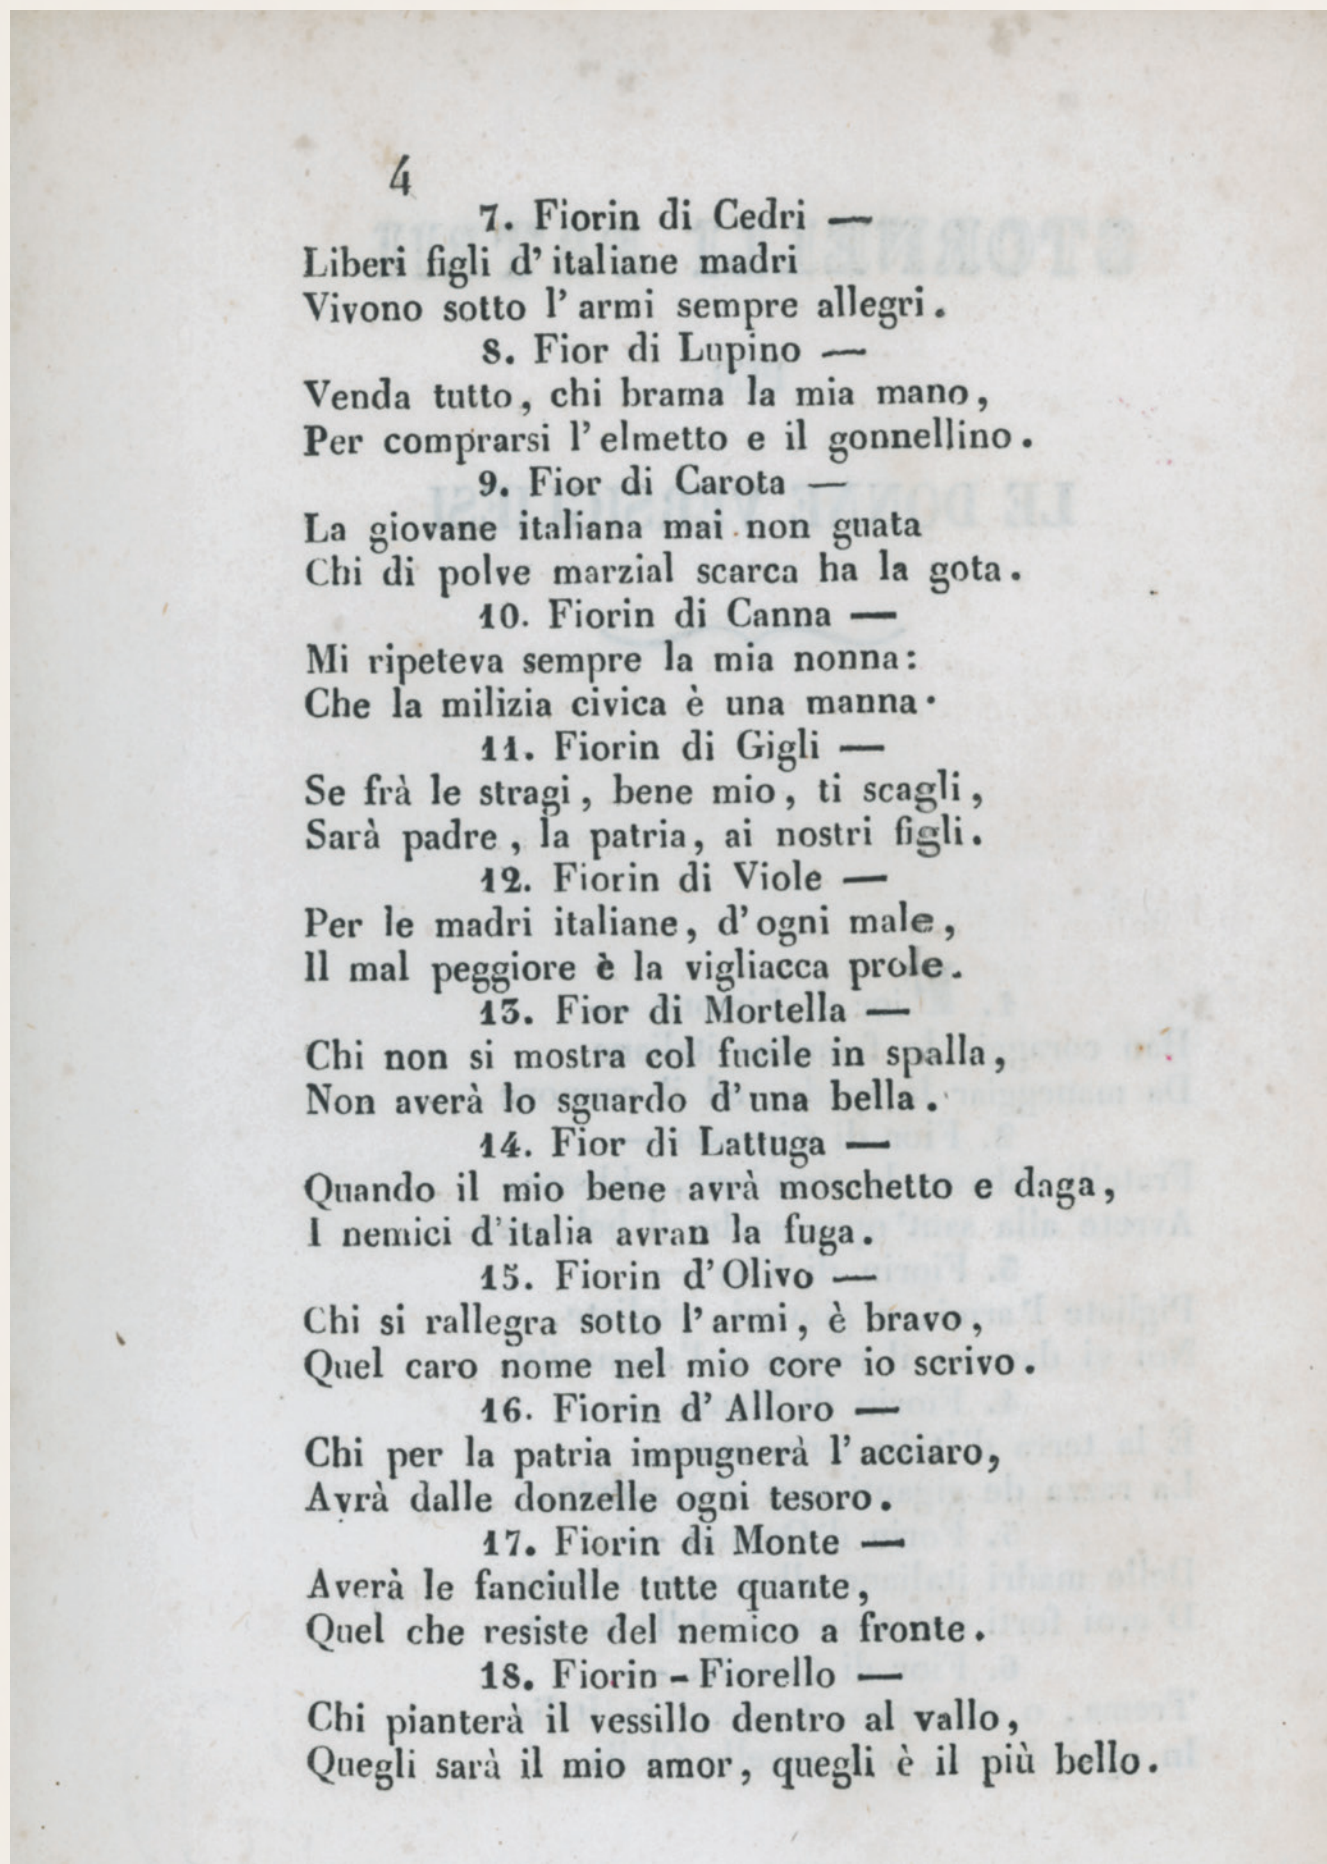 4
7. Fiorin di Cedri —
Liberi figli d' italiane madri
Vivono sotto l' armi sempre allegri.
8. Fior di Lupino —
Venda tutto, chi brama la mia mano,
Per comprarsi l' elmetto e il gonnellino.
9. Fior di Carota —
La giovane italiana mai non guata
Chi di polve marzial scarca ha la gota.
10. Fiorin di Canna —
Mi ripeteva sempre la mia nonna:
Che la milizia civica è una manna·
11. Fiorin di Gigli —
Se frà le stragi, bene mio, ti scagli,
Sarà padre, la patria, ai nostri figli.
12. Fiorin di Viole —
Per le madri italiane, d' ogni male,
Il mal peggiore è la vigliacca prole.
13. Fior di Mortella —
Chi non si mostra col fucile in spalla,
Non averà lo sguardo d' una bella.
14. Fior di Lattuga —
Quando il mio bene avrà moschetto e daga,
I nemici d' italia avran la fuga.
15. Fiorin d' Olivo —
Chi si rallegra sotto l' armi, è bravo,
Quel caro nome nel mio core io scrivo.
16. Fiorin d' Alloro —
Chi per la patria impugnerà l' acciaro,
Avrà dalle donzelle ogni tesoro.
17. Fiorin di Monte —
Averà le fanciulle tutte quante,
Quel che resiste del nemico a fronte.
18. Fiorin - Fiorello —
Chi pianterà il vessillo dentro al vallo,
Quegli sarà il mio amor, quegli è il più bello.